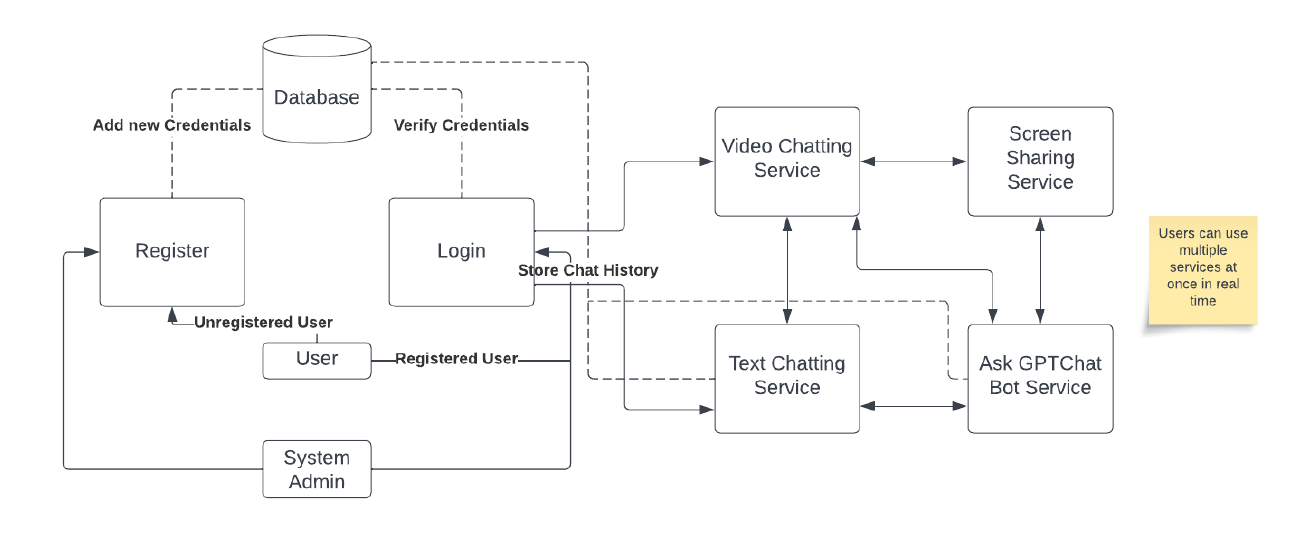 Database
Add new Credentials
Verify Credentials
Video Chatting
Service
Screen
Sharing
Service
Register
Login
Store Chat History
Users can use
multiple
services at
once in real
time
Unregistered User
User
Registered User
Text Chatting
Service
Ask GPTChat
Bot Service
System
Admin